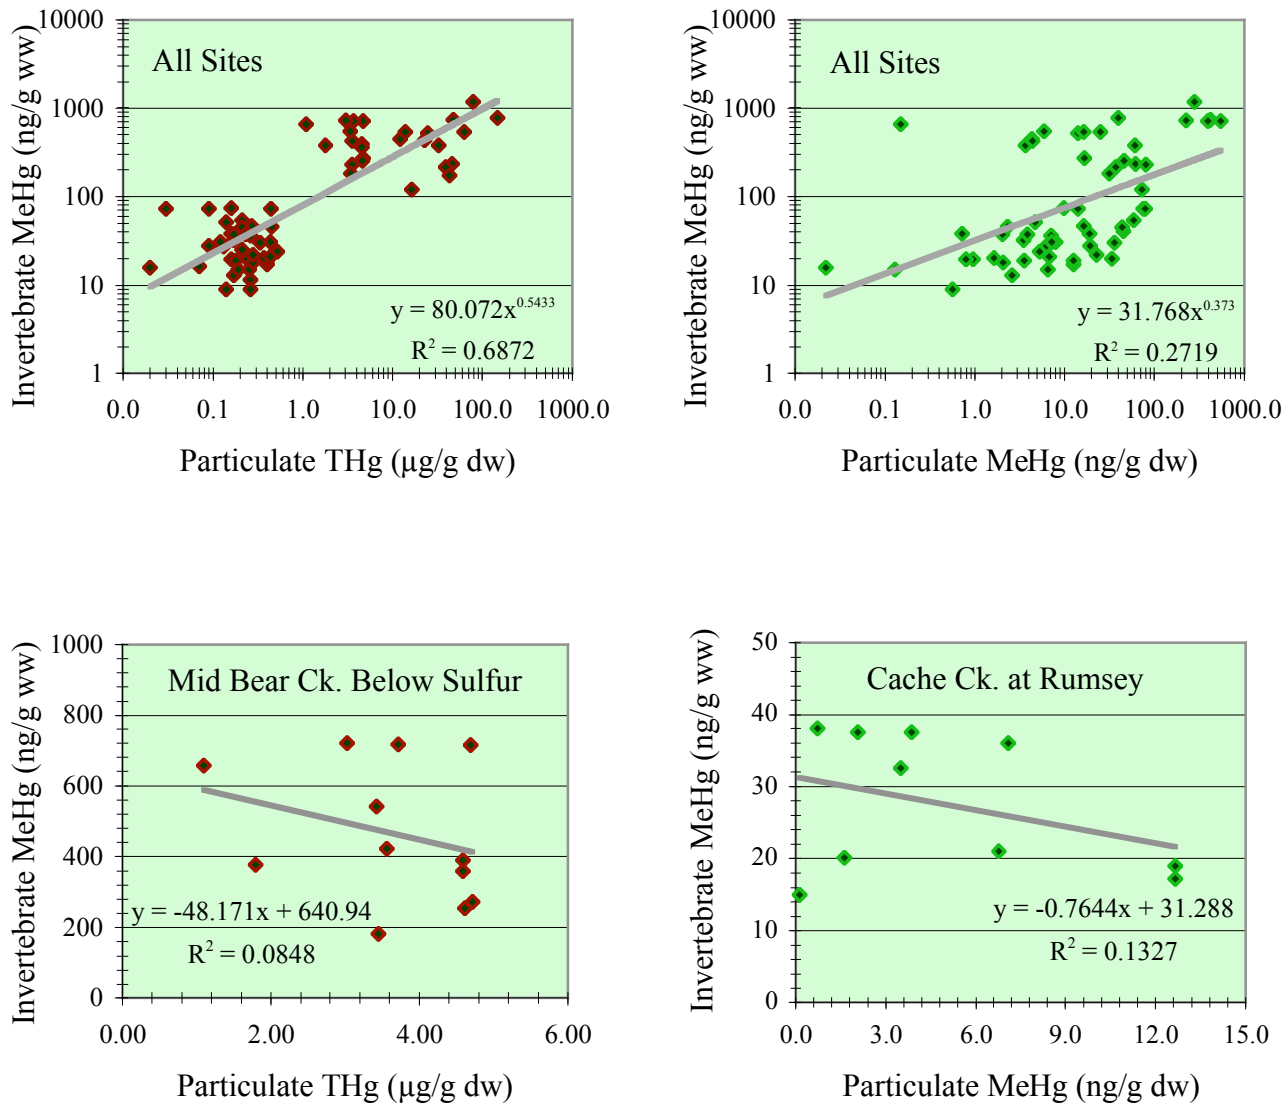 All Sites
Invertebrate MeHg (ng/g ww)
10000
1000
100
10
1
y = 80.072x^0.5433
R² = 0.6872
0.0 0.1 1.0 10.0 100.0 1000.0
Particulate THg (µg/g dw)
All Sites
Invertebrate MeHg (ng/g ww)
10000
1000
100
10
1
y = 31.768x^0.373
R² = 0.2719
0.0 0.1 1.0 10.0 100.0 1000.0
Particulate MeHg (ng/g dw)
Mid Bear Ck. Below Sulfur
Invertebrate MeHg (ng/g ww)
1000
800
600
400
200
0
y = -48.171x + 640.94
R² = 0.0848
0.00 2.00 4.00 6.00
Particulate THg (µg/g dw)
Cache Ck. at Rumsey
Invertebrate MeHg (ng/g ww)
50
40
30
20
10
0
y = -0.7644x + 31.288
R² = 0.1327
0.0 3.0 6.0 9.0 12.0 15.0
Particulate MeHg (ng/g dw)